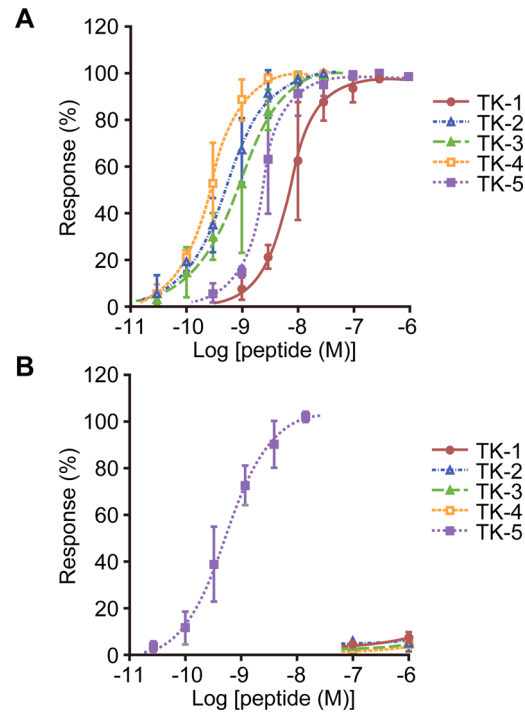 A
120
100
80
60
40
20
0
Response (%)
-11 -10 -9 -8 -7 -6
Log [peptide (M)]
TK-1
TK-2
TK-3
TK-4
TK-5
B
120
100
80
60
40
20
0
Response (%)
-11 -10 -9 -8 -7 -6
Log [peptide (M)]
TK-1
TK-2
TK-3
TK-4
TK-5